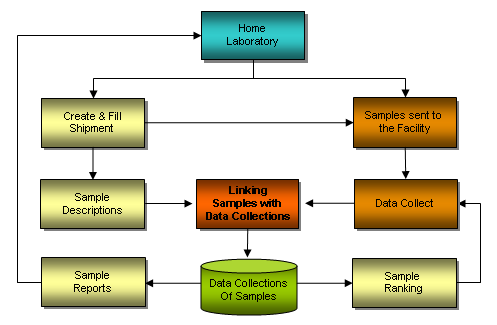 Home
Laboratory
Create & Fill
Shipment
Samples sent to
the Facility
Sample
Descriptions
Linking
Samples with
Data Collections
Data Collect
Sample
Reports
Data Collections
Of Samples
Sample
Ranking